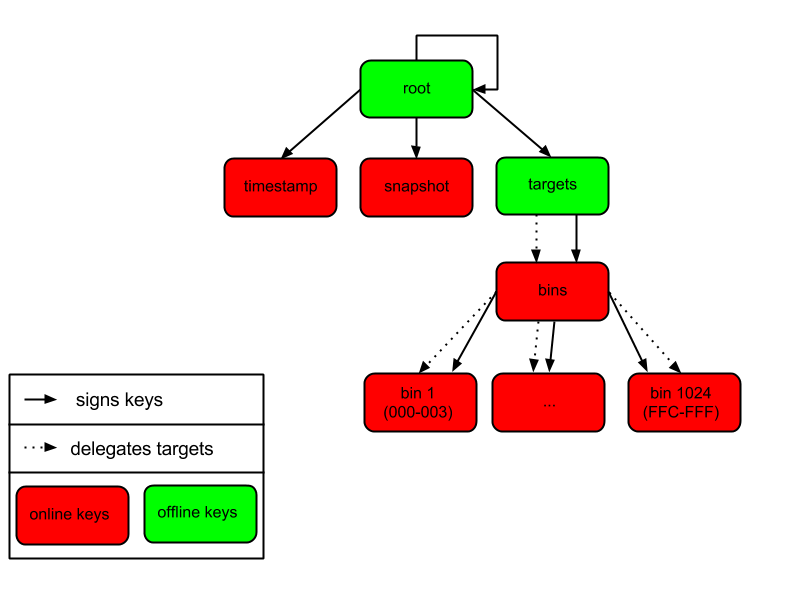 root
timestamp
snapshot
targets
bins
bin 1
(000-003)
...
bin 1024
(FFC-FFF)
signs keys
delegates targets
online keys
offline keys